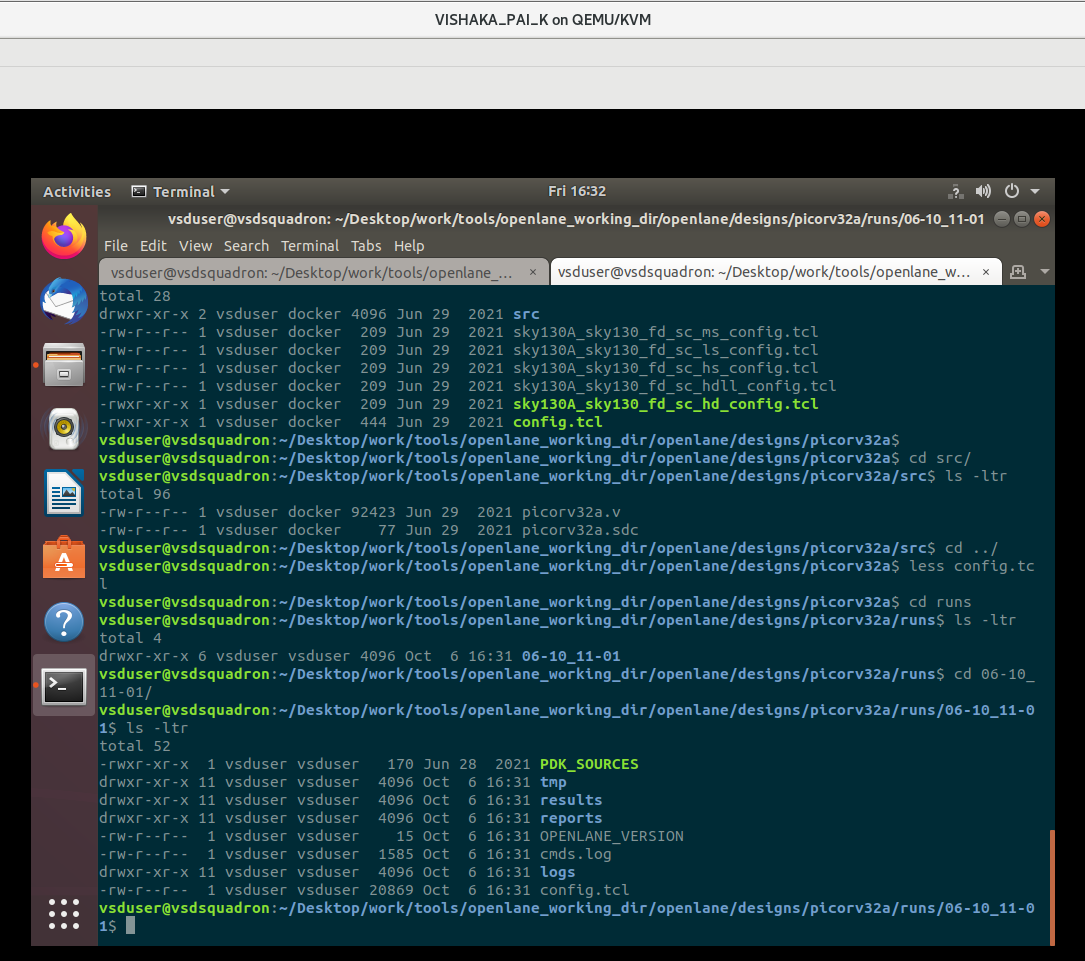 VISHAKA_PAI_K on QEMU/KVM
Activities Terminal Fri 16:32
vsduser@vsdsquadron: ~/Desktop/work/tools/openlane_working_dir/openlane/designs/picorv32a/runs/06-10_11-01
File Edit View Search Terminal Tabs Help
vsduser@vsdsquadron: ~/Desktop/work/tools/openlane_... × vsduser@vsdsquadron: ~/Desktop/work/tools/openlane_w... ×
total 28
drwxr-xr-x 2 vsduser docker 4096 Jun 29  2021 src
-rw-r--r-- 1 vsduser docker  209 Jun 29  2021 sky130A_sky130_fd_sc_ms_config.tcl
-rw-r--r-- 1 vsduser docker  209 Jun 29  2021 sky130A_sky130_fd_sc_ls_config.tcl
-rw-r--r-- 1 vsduser docker  209 Jun 29  2021 sky130A_sky130_fd_sc_hs_config.tcl
-rw-r--r-- 1 vsduser docker  209 Jun 29  2021 sky130A_sky130_fd_sc_hdll_config.tcl
-rwxr-xr-x 1 vsduser docker  209 Jun 29  2021 sky130A_sky130_fd_sc_hd_config.tcl
-rwxr-xr-x 1 vsduser docker  444 Jun 29  2021 config.tcl
vsduser@vsdsquadron:~/Desktop/work/tools/openlane_working_dir/openlane/designs/picorv32a$
vsduser@vsdsquadron:~/Desktop/work/tools/openlane_working_dir/openlane/designs/picorv32a$ cd src/
vsduser@vsdsquadron:~/Desktop/work/tools/openlane_working_dir/openlane/designs/picorv32a/src$ ls -ltr
total 96
-rw-r--r-- 1 vsduser docker 92423 Jun 29  2021 picorv32a.v
-rw-r--r-- 1 vsduser docker    77 Jun 29  2021 picorv32a.sdc
vsduser@vsdsquadron:~/Desktop/work/tools/openlane_working_dir/openlane/designs/picorv32a/src$ cd ../
vsduser@vsdsquadron:~/Desktop/work/tools/openlane_working_dir/openlane/designs/picorv32a$ less config.tc
l
vsduser@vsdsquadron:~/Desktop/work/tools/openlane_working_dir/openlane/designs/picorv32a$ cd runs
vsduser@vsdsquadron:~/Desktop/work/tools/openlane_working_dir/openlane/designs/picorv32a/runs$ ls -ltr
total 4
drwxr-xr-x 6 vsduser vsduser 4096 Oct  6 16:31 06-10_11-01
vsduser@vsdsquadron:~/Desktop/work/tools/openlane_working_dir/openlane/designs/picorv32a/runs$ cd 06-10_
11-01/
vsduser@vsdsquadron:~/Desktop/work/tools/openlane_working_dir/openlane/designs/picorv32a/runs/06-10_11-0
1$ ls -ltr
total 52
-rwxr-xr-x  1 vsduser vsduser   170 Jun 28  2021 PDK_SOURCES
drwxr-xr-x 11 vsduser vsduser  4096 Oct  6 16:31 tmp
drwxr-xr-x 11 vsduser vsduser  4096 Oct  6 16:31 results
drwxr-xr-x 11 vsduser vsduser  4096 Oct  6 16:31 reports
-rw-r--r--  1 vsduser vsduser    15 Oct  6 16:31 OPENLANE_VERSION
-rw-r--r--  1 vsduser vsduser  1585 Oct  6 16:31 cmds.log
drwxr-xr-x 11 vsduser vsduser  4096 Oct  6 16:31 logs
-rw-r--r--  1 vsduser vsduser 20869 Oct  6 16:31 config.tcl
vsduser@vsdsquadron:~/Desktop/work/tools/openlane_working_dir/openlane/designs/picorv32a/runs/06-10_11-0
1$